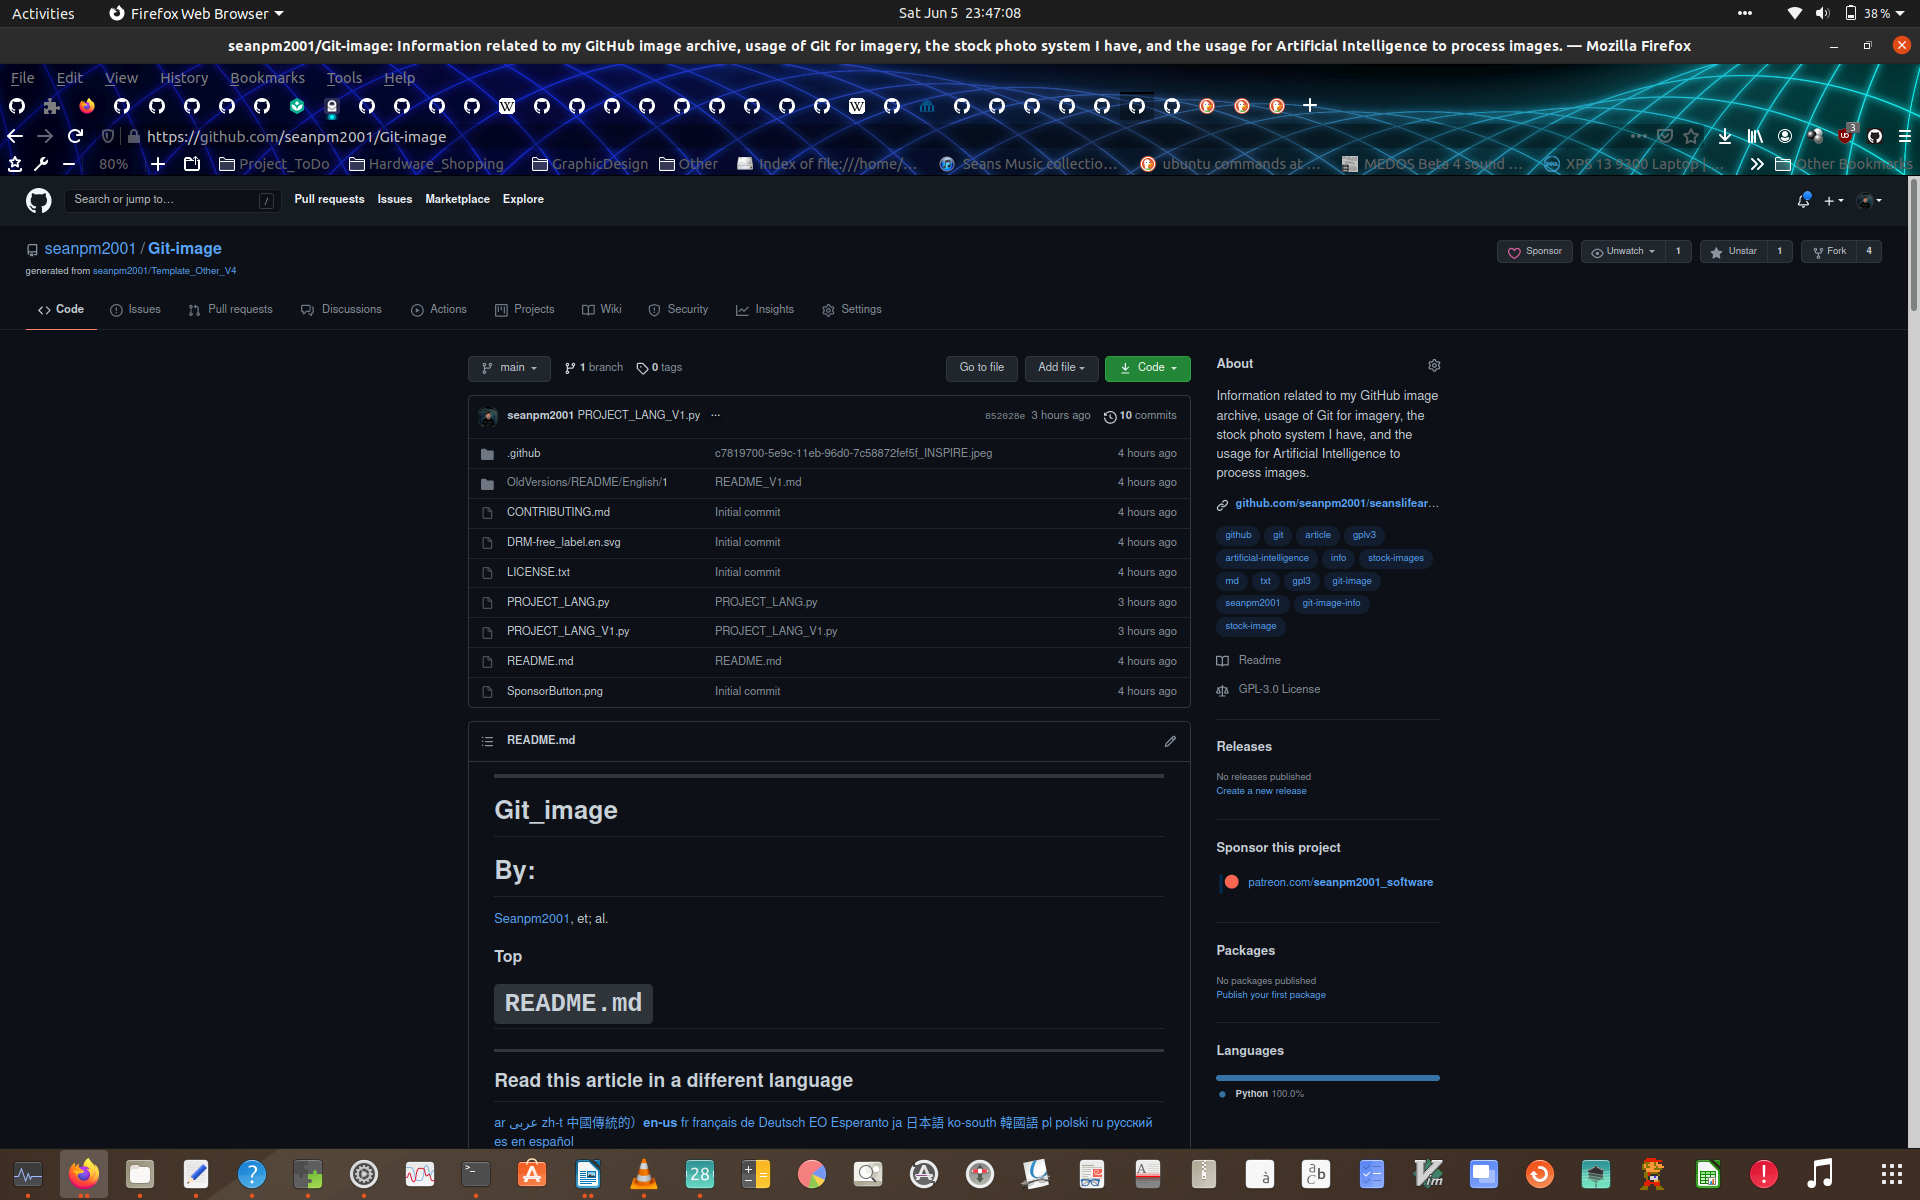 Activities Firefox Web Browser Sat Jun 5 23:47:08 38 %
seanpm2001/Git-image: Information related to my GitHub image archive, usage of Git for imagery, the stock photo system I have, and the usage for Artificial Intelligence to process images. — Mozilla Firefox
File Edit View History Bookmarks Tools Help
https://github.com/seanpm2001/Git-image 3
80% Project_ToDo Hardware_Shopping GraphicDesign Other Index of file:///home/... Seans Music collectio... ubuntu commands at ... MEDOS Beta 4 sound ... XPS 13 9300 Laptop | ... Other Bookmarks
Search or jump to... / Pull requests Issues Marketplace Explore
seanpm2001 / Git-image Sponsor Unwatch 1 Unstar 1 Fork 4
generated from seanpm2001/Template_Other_V4
Code Issues Pull requests Discussions Actions Projects Wiki Security Insights Settings
main 1 branch 0 tags Go to file Add file Code
seanpm2001 PROJECT_LANG_V1.py ... 852028e 3 hours ago 10 commits
.github c7819700-5e9c-11eb-96d0-7c58872fef5f_INSPIRE.jpeg 4 hours ago
OldVersions/README/English/1 README_V1.md 4 hours ago
CONTRIBUTING.md Initial commit 4 hours ago
DRM-free_label.en.svg Initial commit 4 hours ago
LICENSE.txt Initial commit 4 hours ago
PROJECT_LANG.py PROJECT_LANG.py 3 hours ago
PROJECT_LANG_V1.py PROJECT_LANG_V1.py 3 hours ago
README.md README.md 4 hours ago
SponsorButton.png Initial commit 4 hours ago
README.md
Git_image
By:
Seanpm2001, et; al.
Top
README.md
Read this article in a different language
ar عربى zh-t 中國傳統的）en-us fr français de Deutsch EO Esperanto ja 日本語 ko-south 韓國語 pl polski ru русский
es en español
About
Information related to my GitHub image
archive, usage of Git for imagery, the
stock photo system I have, and the
usage for Artificial Intelligence to
process images.
github.com/seanpm2001/seanslifear...
github git article gplv3
artificial-intelligence info stock-images
md txt gpl3 git-image
seanpm2001 git-image-info
stock-image
Readme
GPL-3.0 License
Releases
No releases published
Create a new release
Sponsor this project
patreon.com/seanpm2001_software
Packages
No packages published
Publish your first package
Languages
Python 100.0%
28